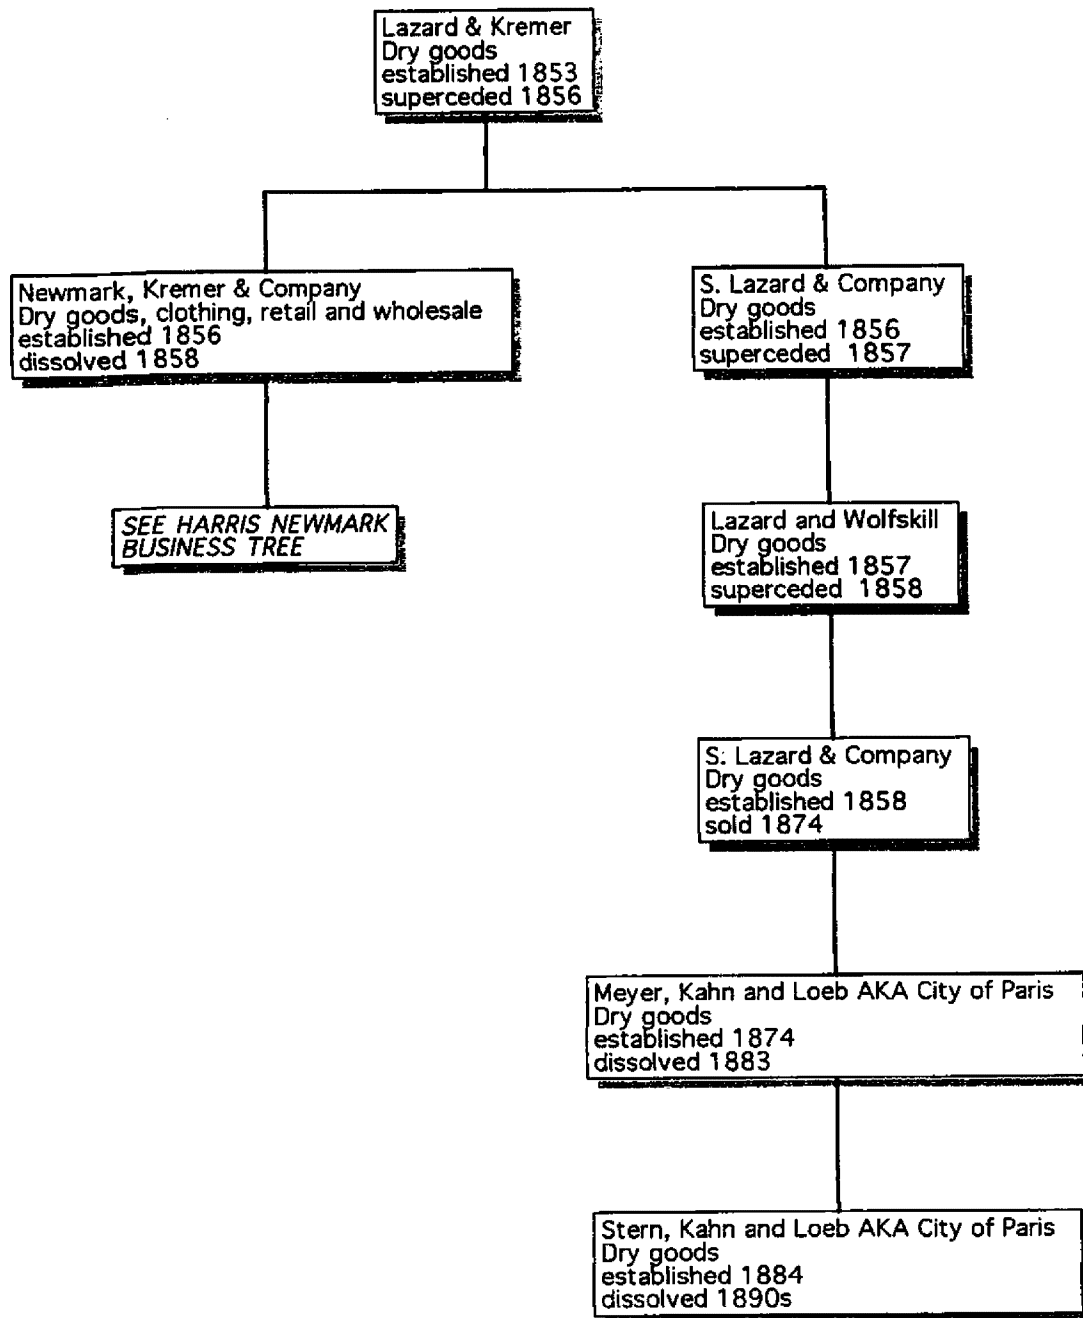 Lazard & Kremer
Dry goods
established 1853
superceded 1856
Newmark, Kremer & Company
Dry goods, clothing, retail and wholesale
established 1856
dissolved 1858
S. Lazard & Company
Dry goods
established 1856
superceded 1857
SEE HARRIS NEWMARK
BUSINESS TREE
Lazard and Wolfskill
Dry goods
established 1857
superceded 1858
S. Lazard & Company
Dry goods
established 1858
sold 1874
Meyer, Kahn and Loeb AKA City of Paris
Dry goods
established 1874
dissolved 1883
Stern, Kahn and Loeb AKA City of Paris
Dry goods
established 1884
dissolved 1890s